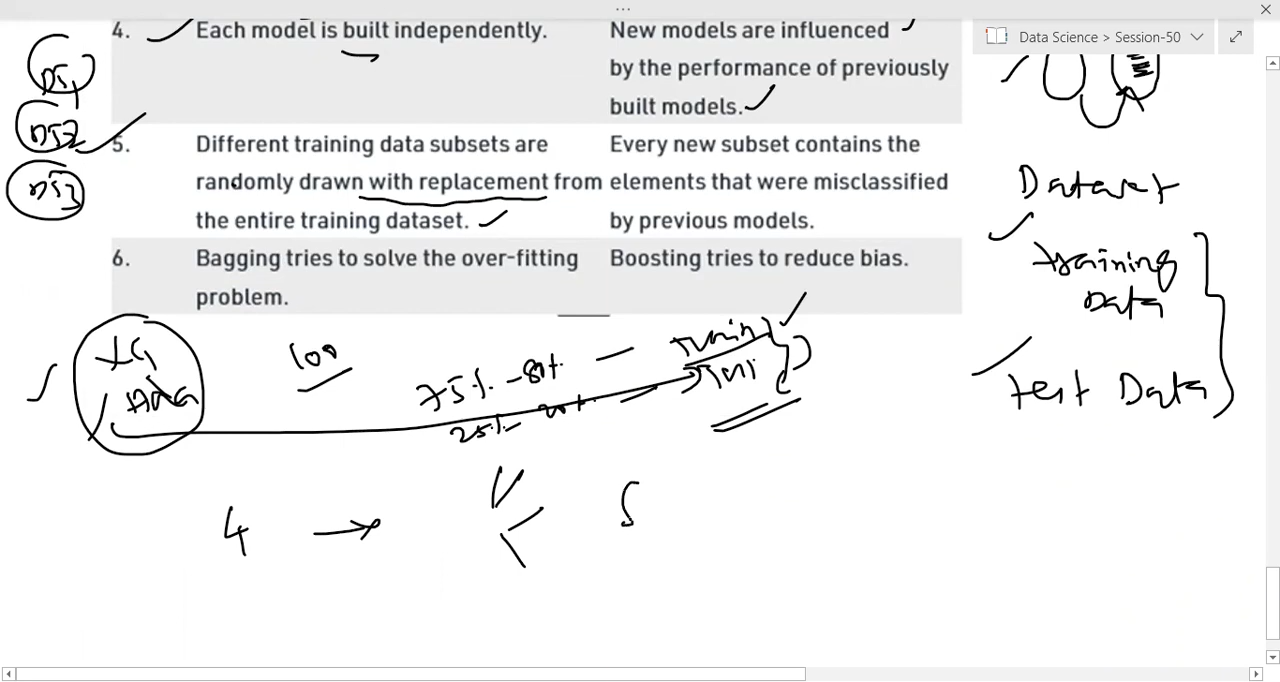 Data Science > Session-50
4. Each model is built independently. New models are influenced
by the performance of previously
built models.
5. Different training data subsets are Every new subset contains the
randomly drawn with replacement from elements that were misclassified
the entire training dataset. by previous models.
6. Bagging tries to solve the over-fitting Boosting tries to reduce bias.
problem.
DS1
DS2
DS3
Dataset
training
Data
Test Data
100
75% - 80%
25% - 20%
4
5